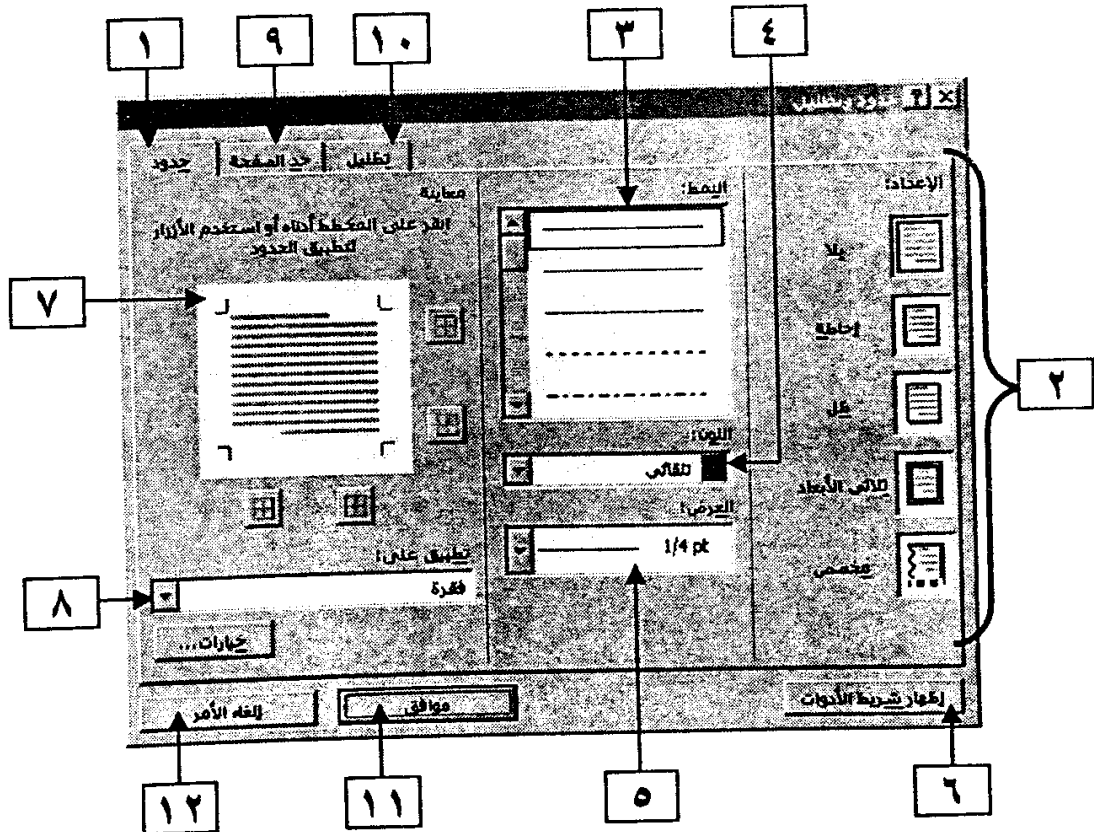 ١ ٩ ١٠ ٣ ٤
حدود وتظليل
حدود حد الصفحة تظليل
الإعداد:
بلا
إحاطة
ظل
ثلاثي الأبعاد
مخصص
النمط:
اللون:
تلقائي
العرض:
1/4 pt
معاينة
انقر على المخطط أدناه أو استخدم الأزرار
لتطبيق الحدود
تطبيق على:
فقرة
خيارات...
إظهار شريط الأدوات
موافق
إلغاء الأمر
٢
٧
٨
١٢ ١١ ٥ ٦